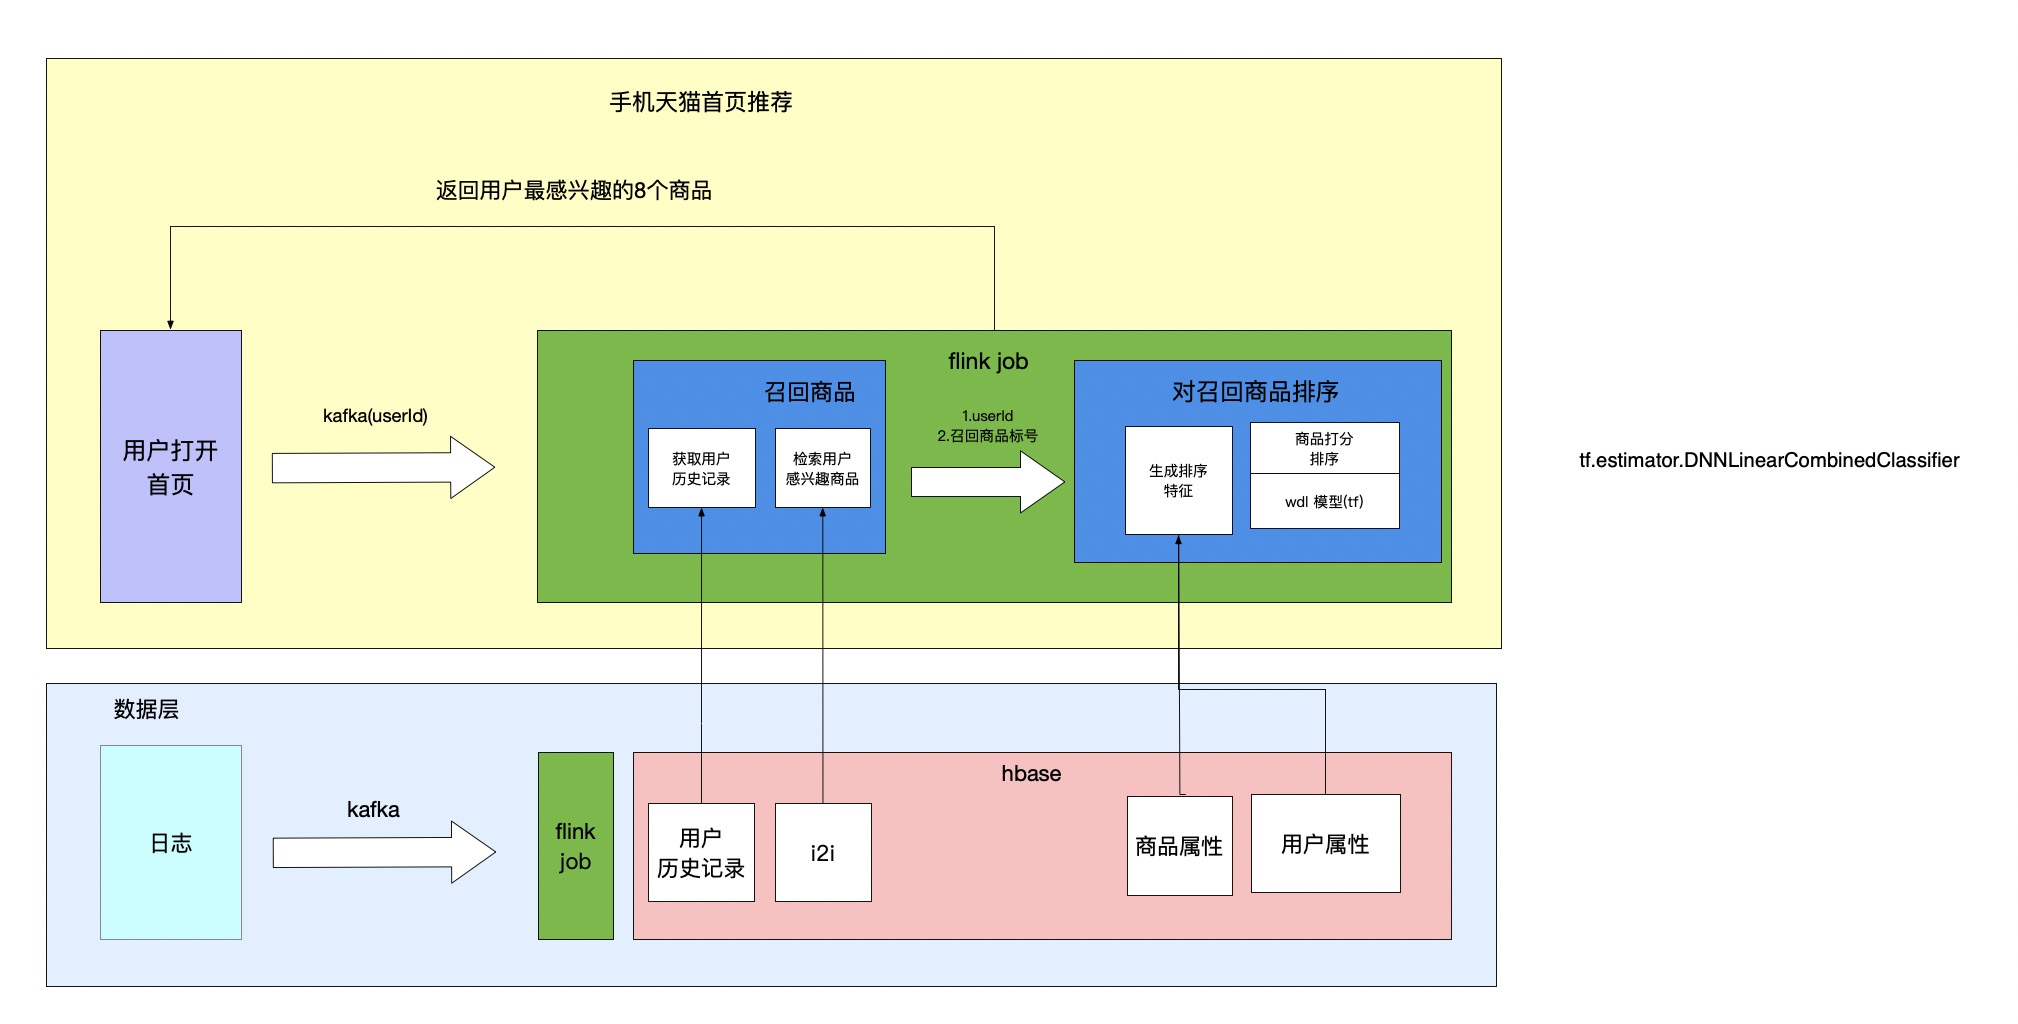 手机天猫首页推荐
返回用户最感兴趣的8个商品
用户打开
首页
kafka(userId)
flink job
召回商品
获取用户
历史记录
检索用户
感兴趣商品
1.userId
2.召回商品标号
对召回商品排序
生成排序
特征
商品打分
排序
wdl 模型(tf)
tf.estimator.DNNLinearCombinedClassifier
数据层
日志
kafka
flink
job
hbase
用户
历史记录
i2i
商品属性
用户属性